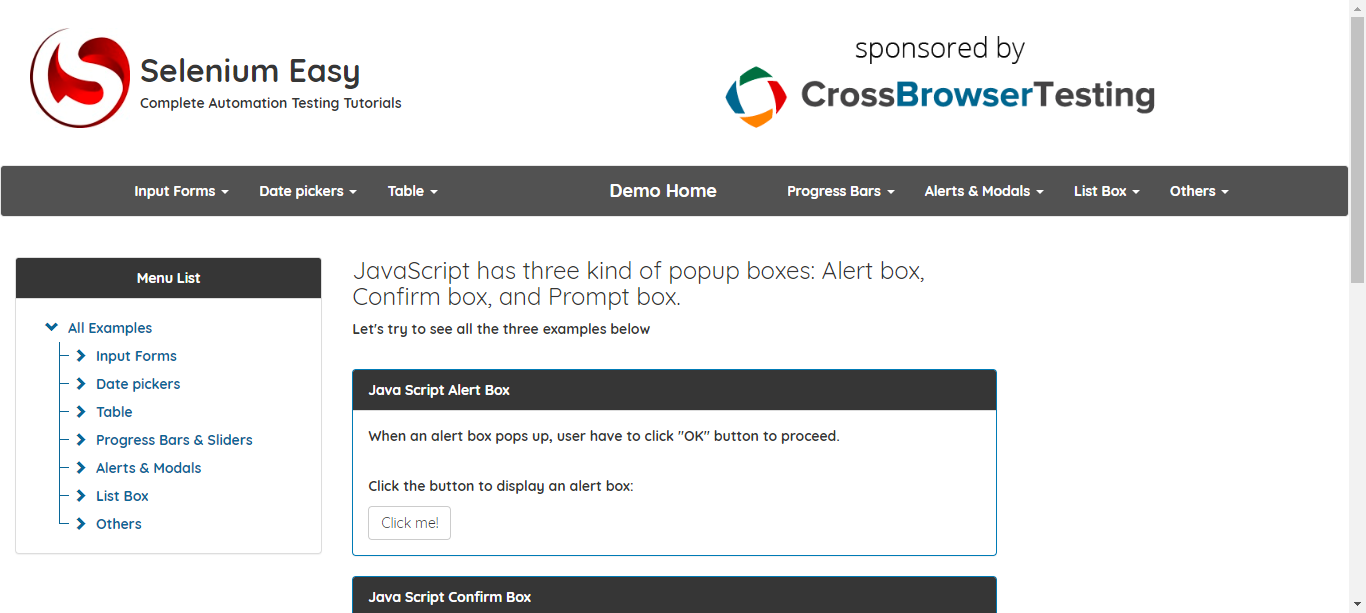 Selenium Easy
Complete Automation Testing Tutorials
sponsored by
CrossBrowserTesting
Input Forms Date pickers Table Demo Home Progress Bars Alerts & Modals List Box Others
Menu List
All Examples
Input Forms
Date pickers
Table
Progress Bars & Sliders
Alerts & Modals
List Box
Others
JavaScript has three kind of popup boxes: Alert box,
Confirm box, and Prompt box.
Let's try to see all the three examples below
Java Script Alert Box
When an alert box pops up, user have to click "OK" button to proceed.
Click the button to display an alert box:
Click me!
Java Script Confirm Box